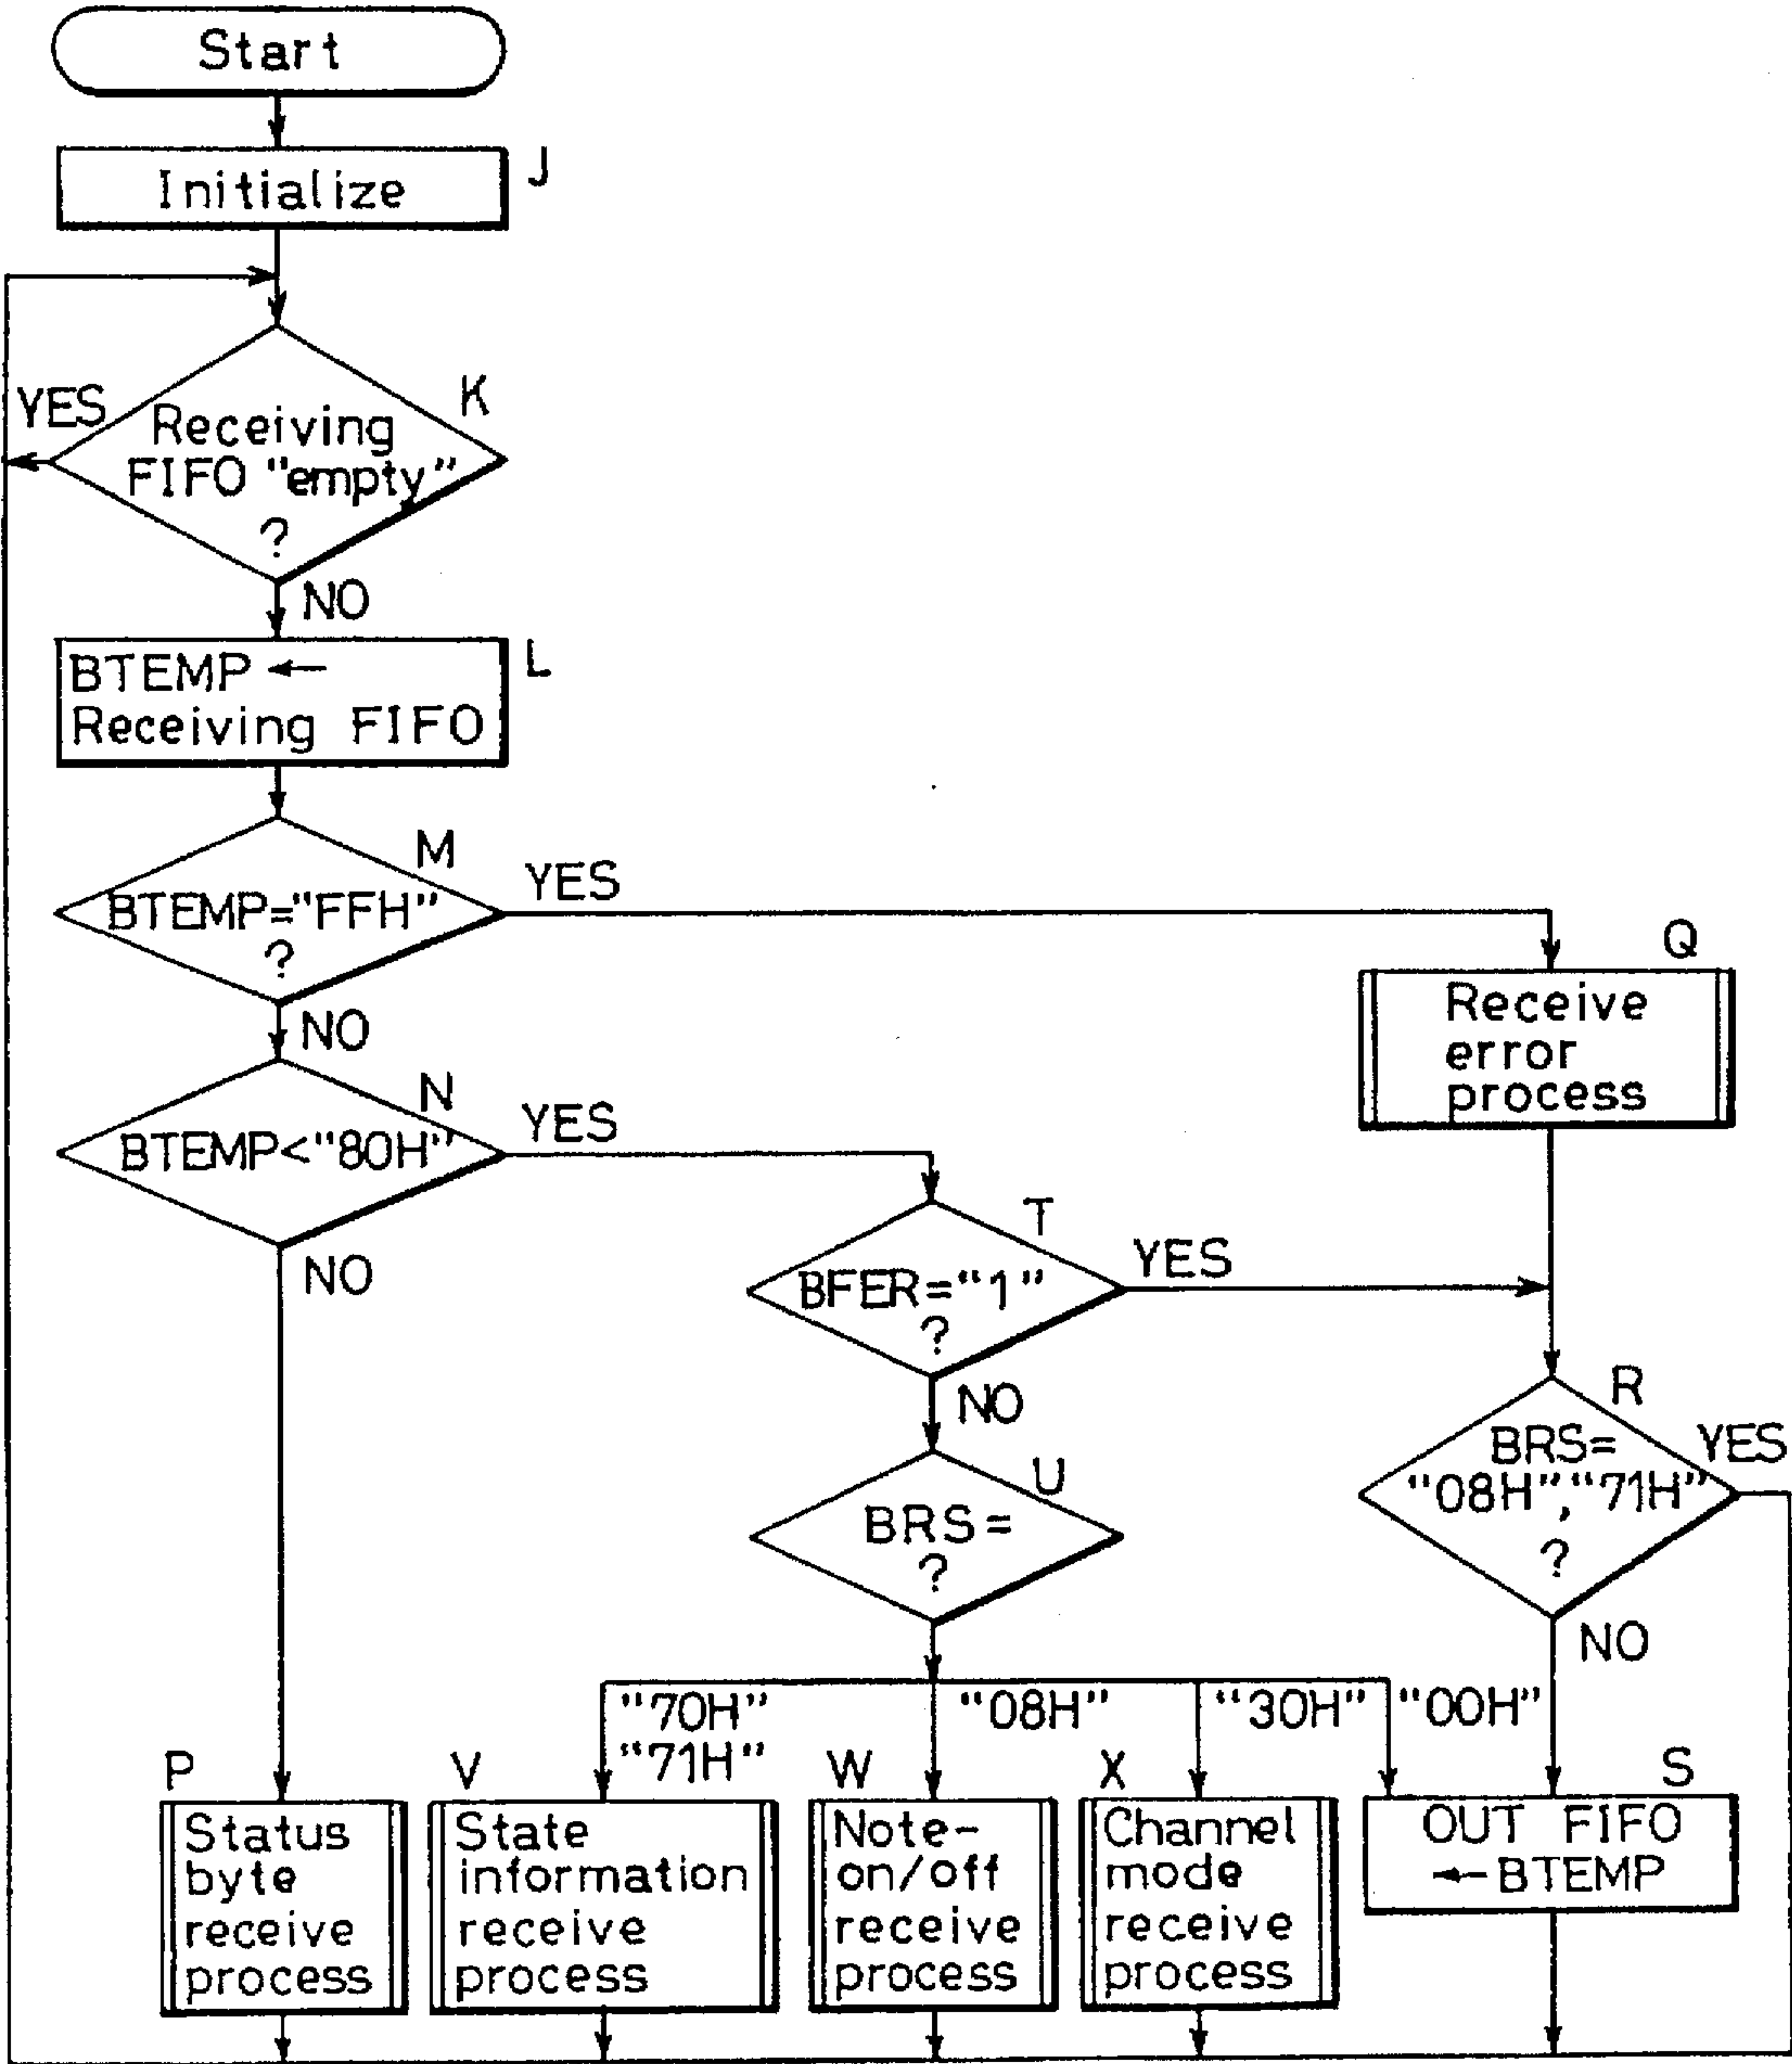 Start
Initialize
J
K
YES
Receiving
FIFO "empty"
?
NO
L
BTEMP ←
Receiving FIFO
M
YES
BTEMP="FFH"
?
NO
Q
Receive
error
process
N
YES
BTEMP<"80H"
NO
T
YES
BFER="1"
?
NO
R
BRS=
YES
"08H","71H"
?
NO
U
BRS=
?
"70H"
"71H"
"08H"
"30H"
"00H"
P
Status
byte
receive
process
V
State
information
receive
process
W
Note-
on/off
receive
process
X
Channel
mode
receive
process
S
OUT FIFO
←BTEMP